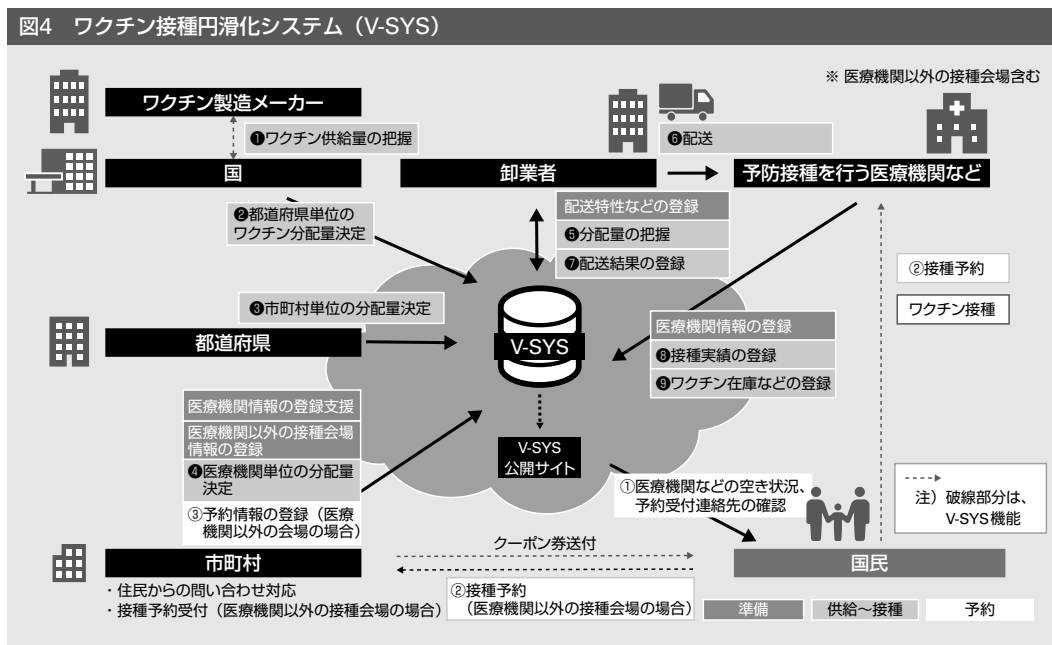 図4 ワクチン接種円滑化システム（V-SYS）
※ 医療機関以外の接種会場含む
ワクチン製造メーカー
❶ワクチン供給量の把握
❻配送
国
卸業者
予防接種を行う医療機関など
❷都道府県単位の
ワクチン分配量決定
配送特性などの登録
❺分配量の把握
❼配送結果の登録
②接種予約
ワクチン接種
❸市町村単位の分配量決定
都道府県
V-SYS
医療機関情報の登録
❽接種実績の登録
❾ワクチン在庫などの登録
医療機関情報の登録支援
医療機関以外の接種会場
情報の登録
❹医療機関単位の分配量
決定
③予約情報の登録（医療
機関以外の会場の場合）
V-SYS
公開サイト
①医療機関などの空き状況、
予約受付連絡先の確認
注）破線部分は、
V-SYS機能
市町村
クーポン券送付
国民
・住民からの問い合わせ対応
・接種予約受付（医療機関以外の接種会場の場合）
②接種予約
（医療機関以外の接種会場の場合）
準備
供給～接種
予約